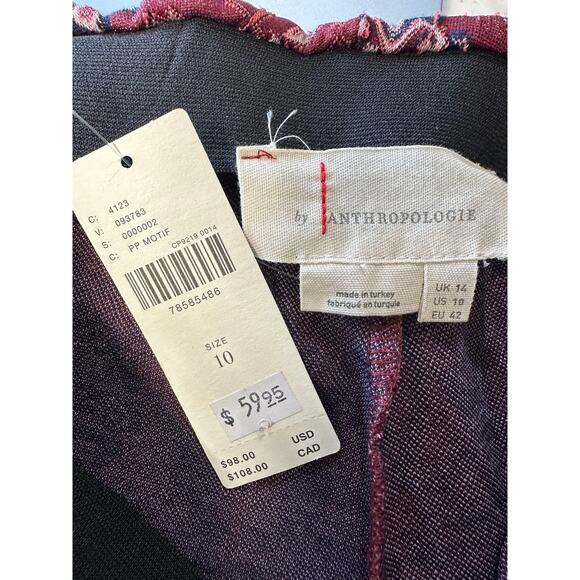 C: 4123
V: 093783
S: 0000002
C: PP MOTIF
CP9219 0014
78585486
SIZE
10
$ 59.95
$98.00 USD
$108.00 CAD
by ANTHROPOLOGIE
made in turkey
fabriqué en turquie
UK 14
US 10
EU 42